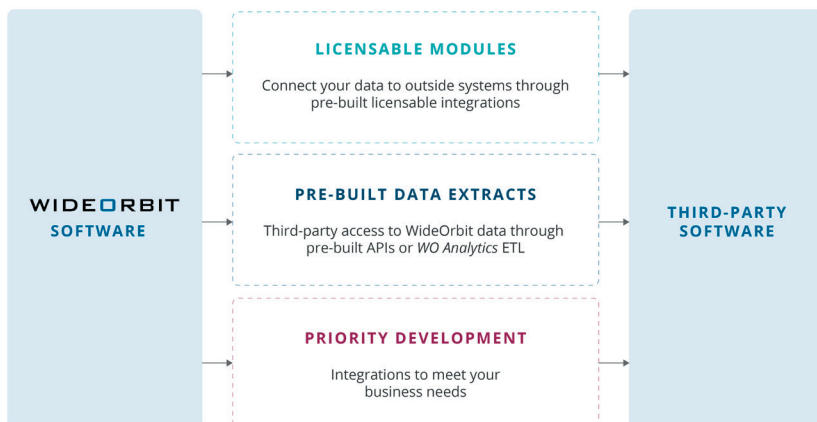 WIDEORBIT
SOFTWARE
LICENSABLE MODULES
Connect your data to outside systems through
pre-built licensable integrations
PRE-BUILT DATA EXTRACTS
Third-party access to WideOrbit data through
pre-built APIs or WO Analytics ETL
PRIORITY DEVELOPMENT
Integrations to meet your
business needs
THIRD-PARTY
SOFTWARE